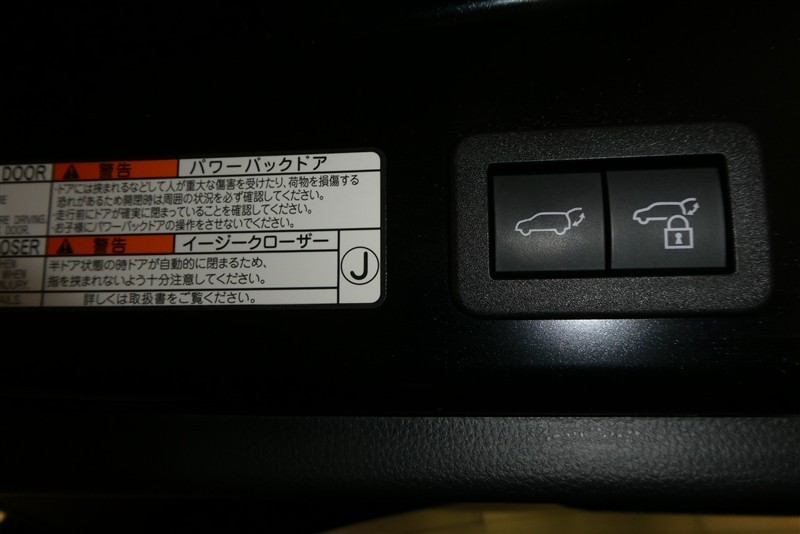 DOOR 警告 パワーバックドア
・ドアには挟まれるなどして人が重大な傷害を受けたり、荷物を損傷する
恐れがあるため開閉時は周囲の状況を必ず確認してください。
RE DRIVING. ・走行前にドアが確実に閉まっていることを確認してください。
DOOR. ・お子様にパワーバックドアの操作をさせないでください。
OSER 警告 イージークローザー
半ドア状態の時ドアが自動的に閉まるため、
WHEN 指を挟まれないよう十分注意してください。
NJURY.
AILS. 詳しくは取扱書をご覧ください。
J